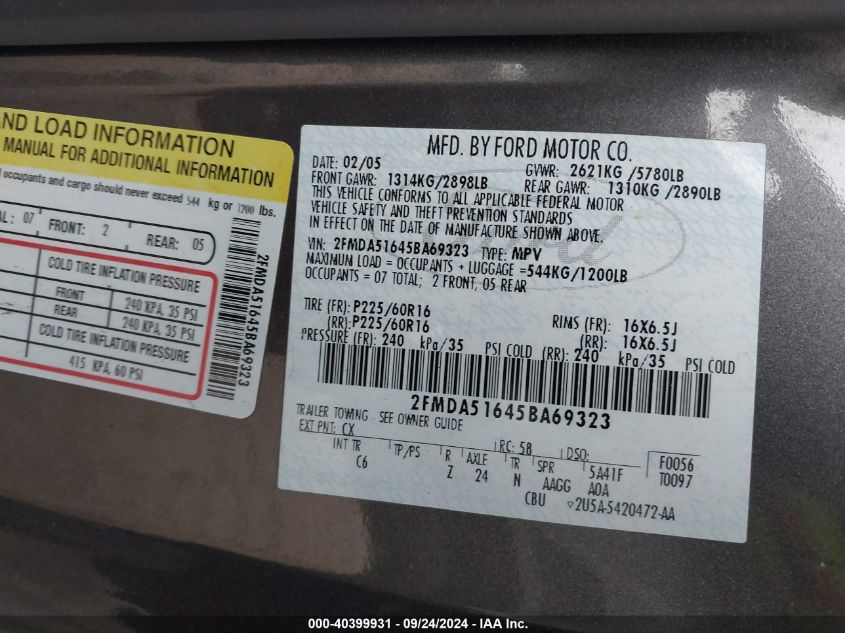 ND LOAD INFORMATION
MANUAL FOR ADDITIONAL INFORMATION
occupants and cargo should never exceed 544 kg or 1200 lbs.
AL: 07 FRONT: 2 REAR: 05
COLD TIRE INFLATION PRESSURE
FRONT 240 KPA, 35 PSI
REAR 240 KPA, 35 PSI
COLD TIRE INFLATION PRESSURE
415 KPA, 60 PSI
2FMDA51645BA69323
MFD. BY FORD MOTOR CO.
DATE: 02/05 GVWR: 2621KG /5780LB
FRONT GAWR: 1314KG/2898LB REAR GAWR: 1310KG /2890LB
THIS VEHICLE CONFORMS TO ALL APPLICABLE FEDERAL MOTOR
VEHICLE SAFETY AND THEFT PREVENTION STANDARDS
IN EFFECT ON THE DATE OF MANUFACTURE SHOWN ABOVE.
VIN: 2FMDA51645BA69323 TYPE: MPV
MAXIMUM LOAD = OCCUPANTS + LUGGAGE =544KG/1200LB
OCCUPANTS = 07 TOTAL; 2 FRONT, 05 REAR
TIRE (FR): P225/60R16 RIMS (FR): 16X6.5J
(RR): P225/60R16 (RR): 16X6.5J
PRESSURE (FR): 240 kPa/35 PSI COLD (RR): 240 kPa/35 PSI COLD
2FMDA51645BA69323
TRAILER TOWING - SEE OWNER GUIDE
EXT PNT: CX RC: 58 DSO: F0056
INT TR TP/PS R AXLE TR SPR 5A41F T0097
C6 Z 24 N AAGG A0A
CBU ▽2U5A-5420472-AA
000-40399931 - 09/24/2024 - IAA Inc.